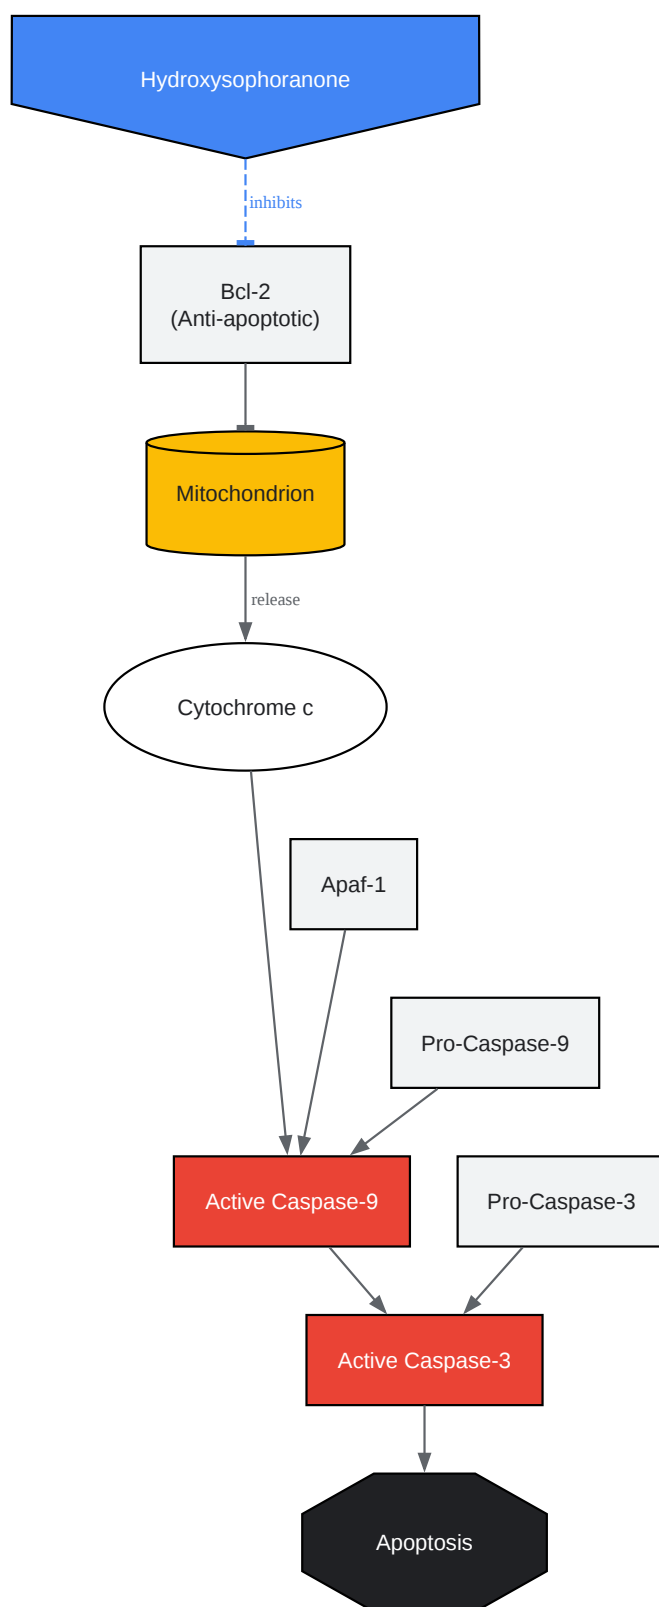 Hydroxysophoranone
inhibits
Bcl-2
(Anti-apoptotic)
Mitochondrion
release
Cytochrome c
Apaf-1
Pro-Caspase-9
Active Caspase-9
Pro-Caspase-3
Active Caspase-3
Apoptosis